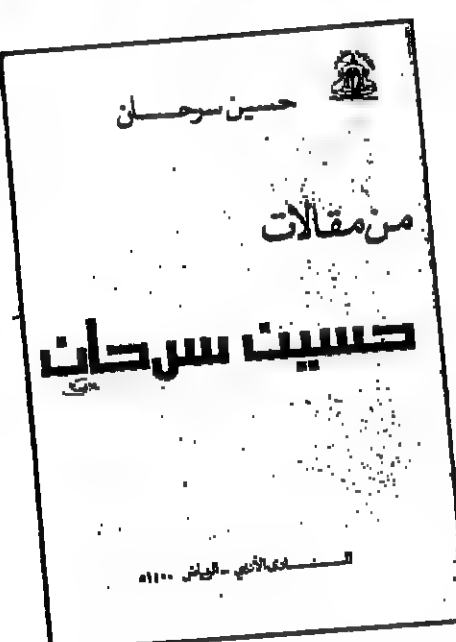 حسين سرحان
من مقالات
حسين سرحان
النادي الأدبي - الرياض